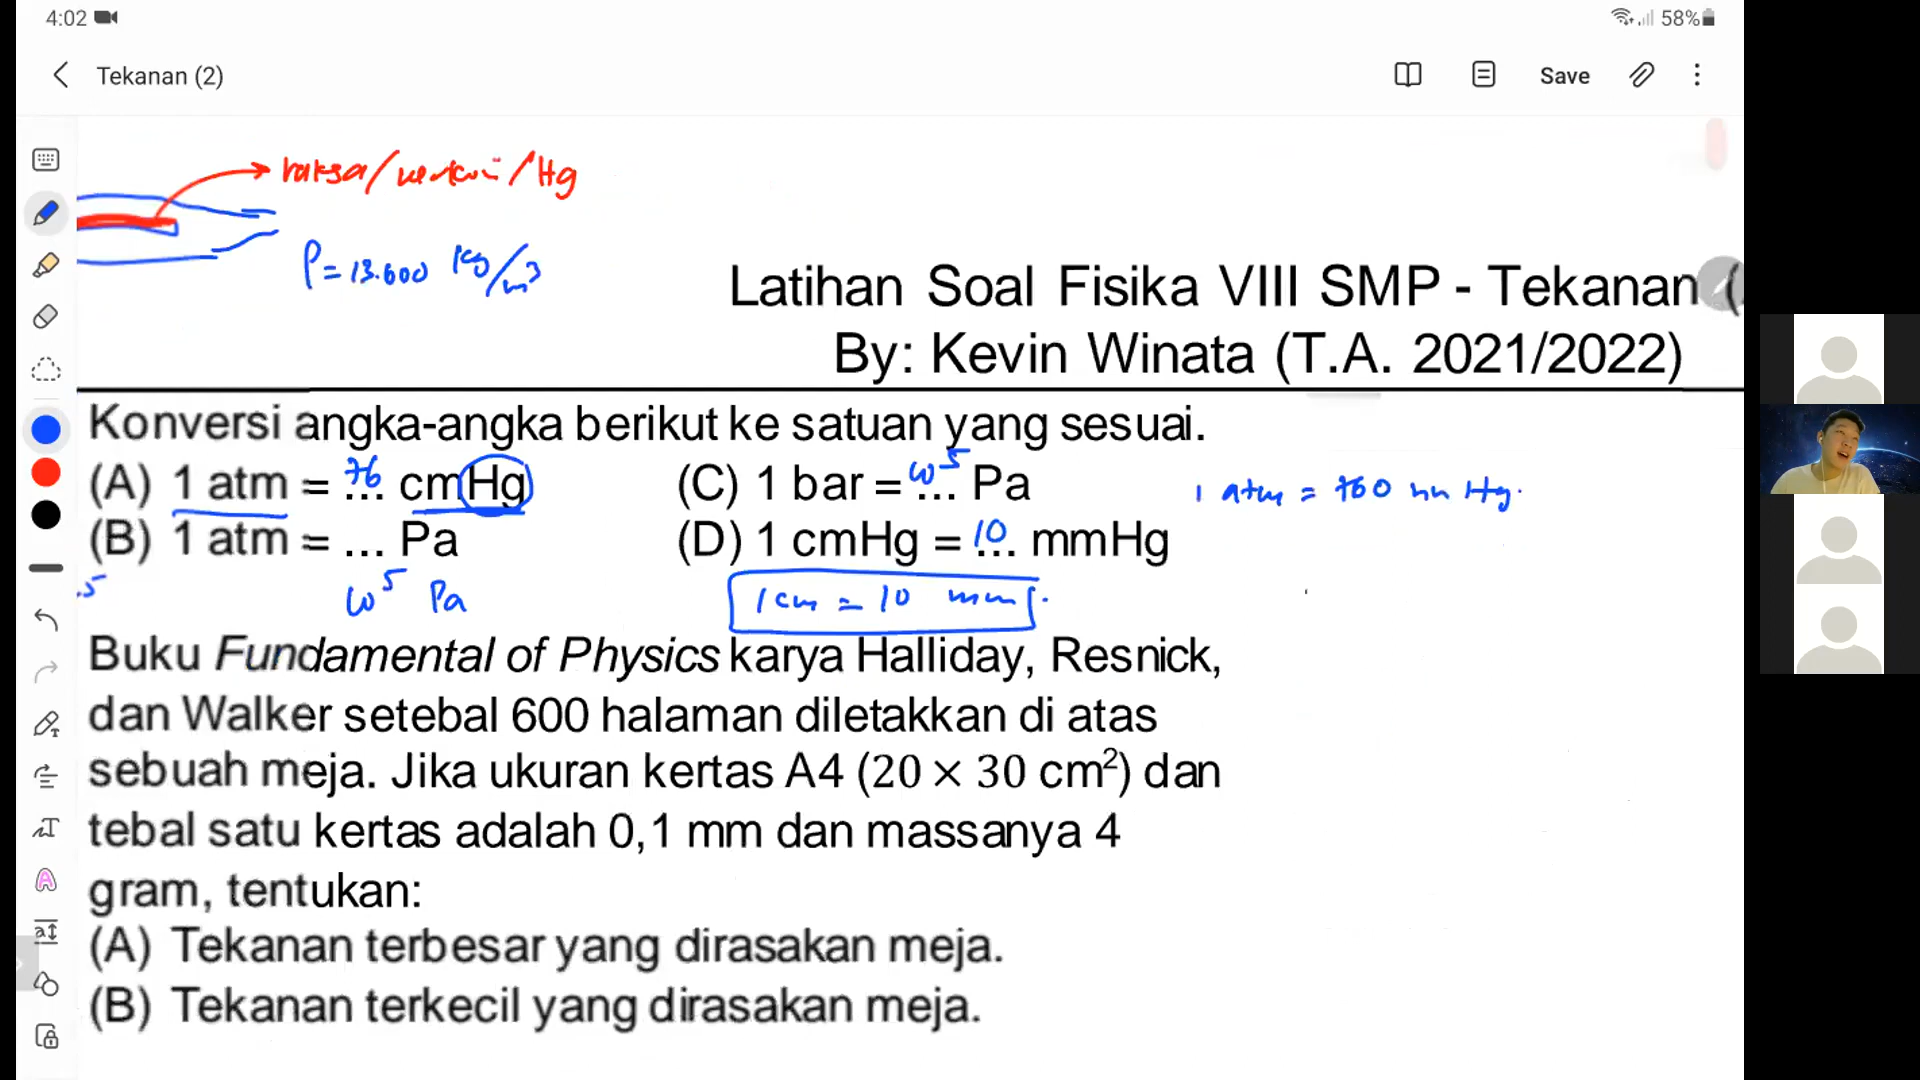 4:02
58%
Tekanan (2)
Save
raksa/merkuri/Hg
ρ = 13.600 kg/m³
Latihan Soal Fisika VIII SMP - Tekanan (
By: Kevin Winata (T.A. 2021/2022)
Konversi angka-angka berikut ke satuan yang sesuai.
(A) 1 atm = 76 ... cmHg
(C) 1 bar = 10⁵ ... Pa
1 atm = 760 mm Hg.
(B) 1 atm = ... Pa
(D) 1 cmHg = 10 ... mmHg
10⁵ Pa
1 cm = 10 mm
Buku Fundamental of Physics karya Halliday, Resnick,
dan Walker setebal 600 halaman diletakkan di atas
sebuah meja. Jika ukuran kertas A4 (20 × 30 cm²) dan
tebal satu kertas adalah 0,1 mm dan massanya 4
gram, tentukan:
(A) Tekanan terbesar yang dirasakan meja.
(B) Tekanan terkecil yang dirasakan meja.